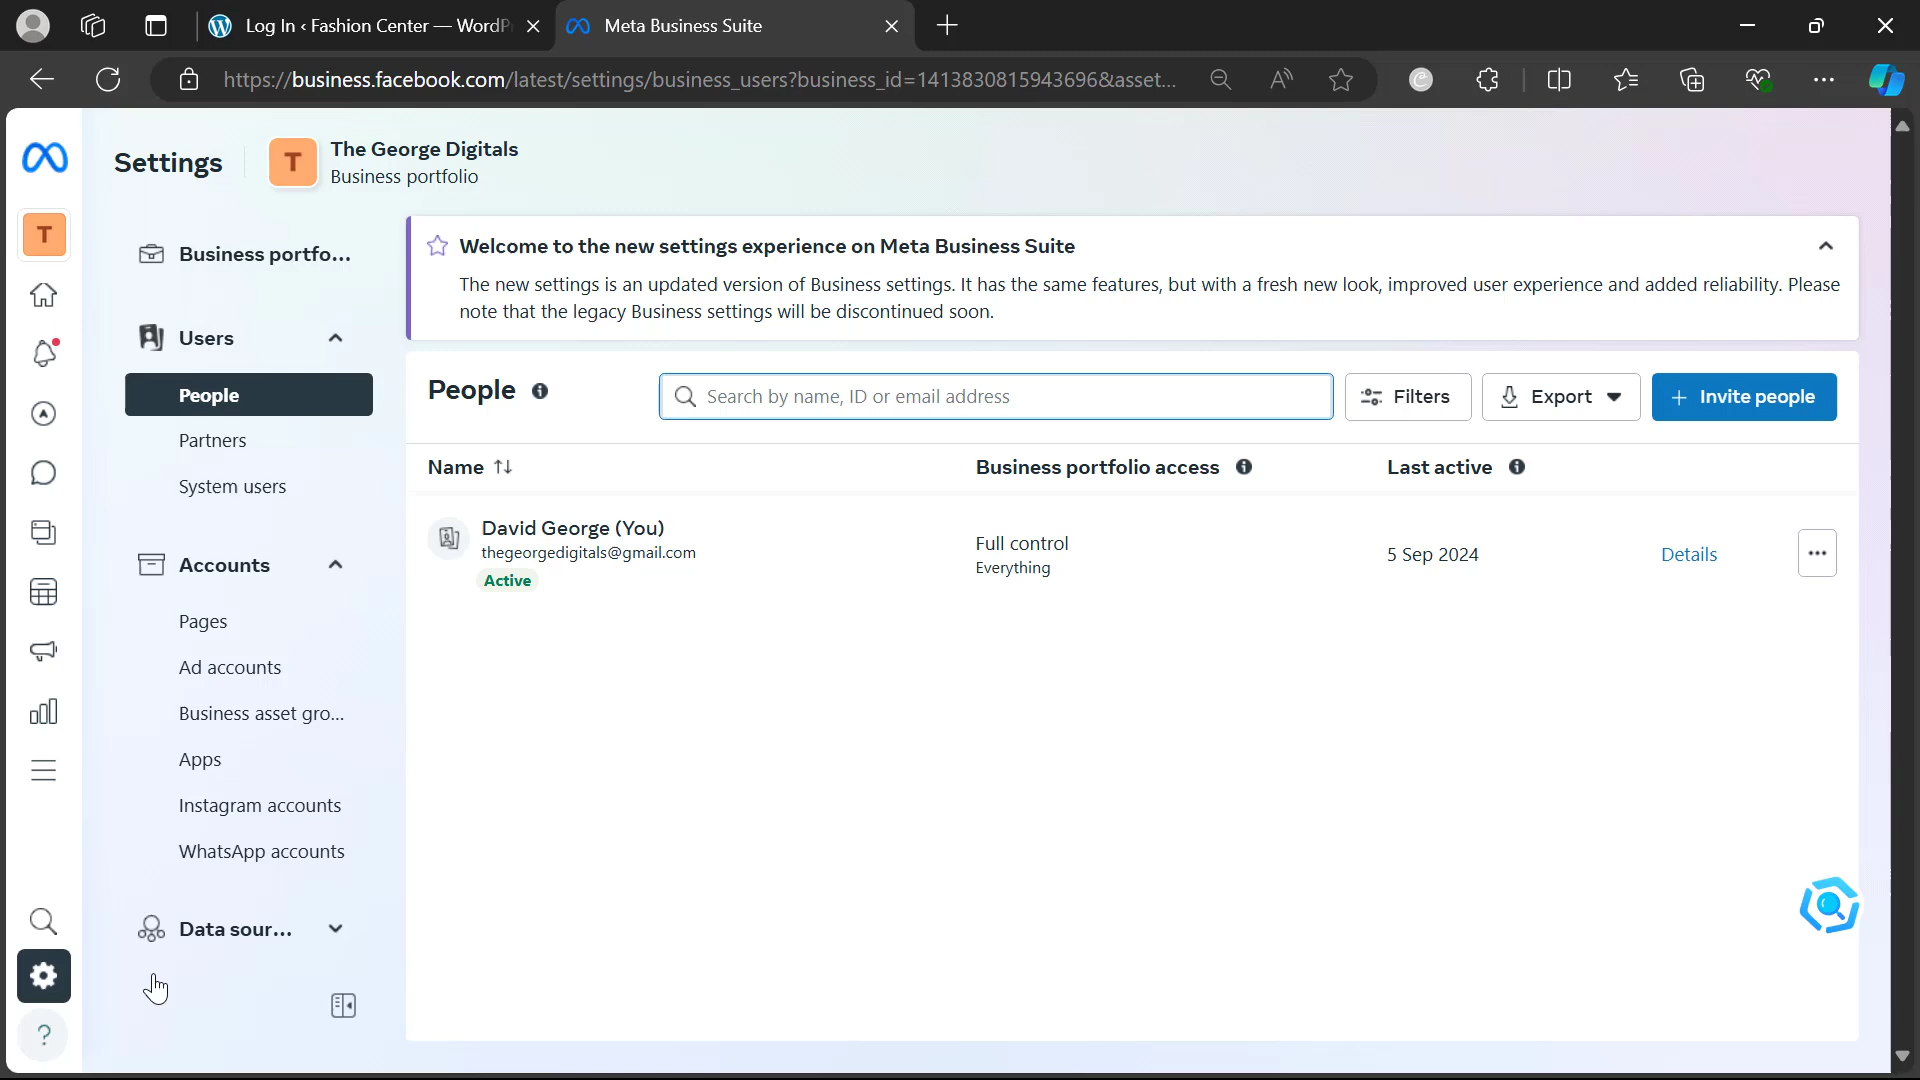 Log In ‹ Fashion Center — WordP
Meta Business Suite
https://business.facebook.com/latest/settings/business_users?business_id=1413830815943696&asset...
Settings
T
The George Digitals
Business portfolio
T
Business portfo...
Welcome to the new settings experience on Meta Business Suite
The new settings is an updated version of Business settings. It has the same features, but with a fresh new look, improved user experience and added reliability. Please
note that the legacy Business settings will be discontinued soon.
Users
People
Partners
System users
Accounts
Pages
Ad accounts
Business asset gro...
Apps
Instagram accounts
WhatsApp accounts
Data sour...
?
People
Search by name, ID or email address
Filters
Export
+ Invite people
Name
Business portfolio access
Last active
David George (You)
thegeorgedigitals@gmail.com
Active
Full control
Everything
5 Sep 2024
Details